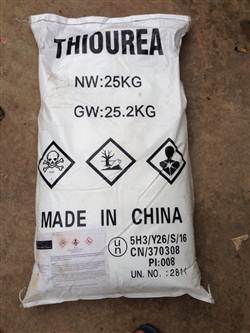 THIOUREA
NW:25KG
GW:25.2KG
MADE IN CHINA
un
5H3/Y26/S/16
CN/370308
PI:008
UN. NO.: 2811